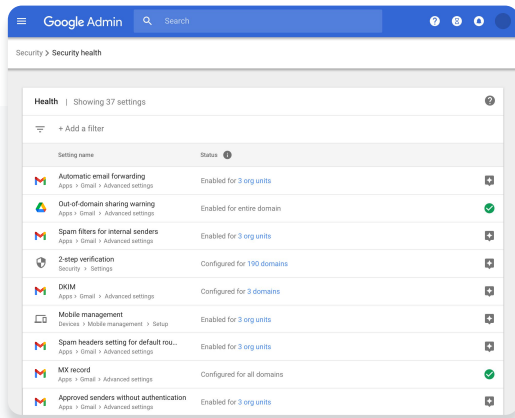 Google Admin Search
Security > Security health
Health | Showing 37 settings
+ Add a filter
Setting name Status
Automatic email forwarding
Apps > Gmail > Advanced settings
Enabled for 3 org units
Out-of-domain sharing warning
Apps > Gmail > Advanced settings
Enabled for entire domain
Spam filters for internal senders
Apps > Gmail > Advanced settings
Enabled for 3 org units
2-step verification
Security > Settings
Configured for 190 domains
DKIM
Apps > Gmail > Advanced settings
Configured for 3 domains
Mobile management
Devices > Mobile management > Setup
Enabled for 3 org units
Spam headers setting for default rou...
Apps > Gmail > Advanced settings
Enabled for 3 org units
MX record
Apps > Gmail > Advanced settings
Configured for all domains
Approved senders without authentication
Apps > Gmail > Advanced settings
Enabled for 3 org units